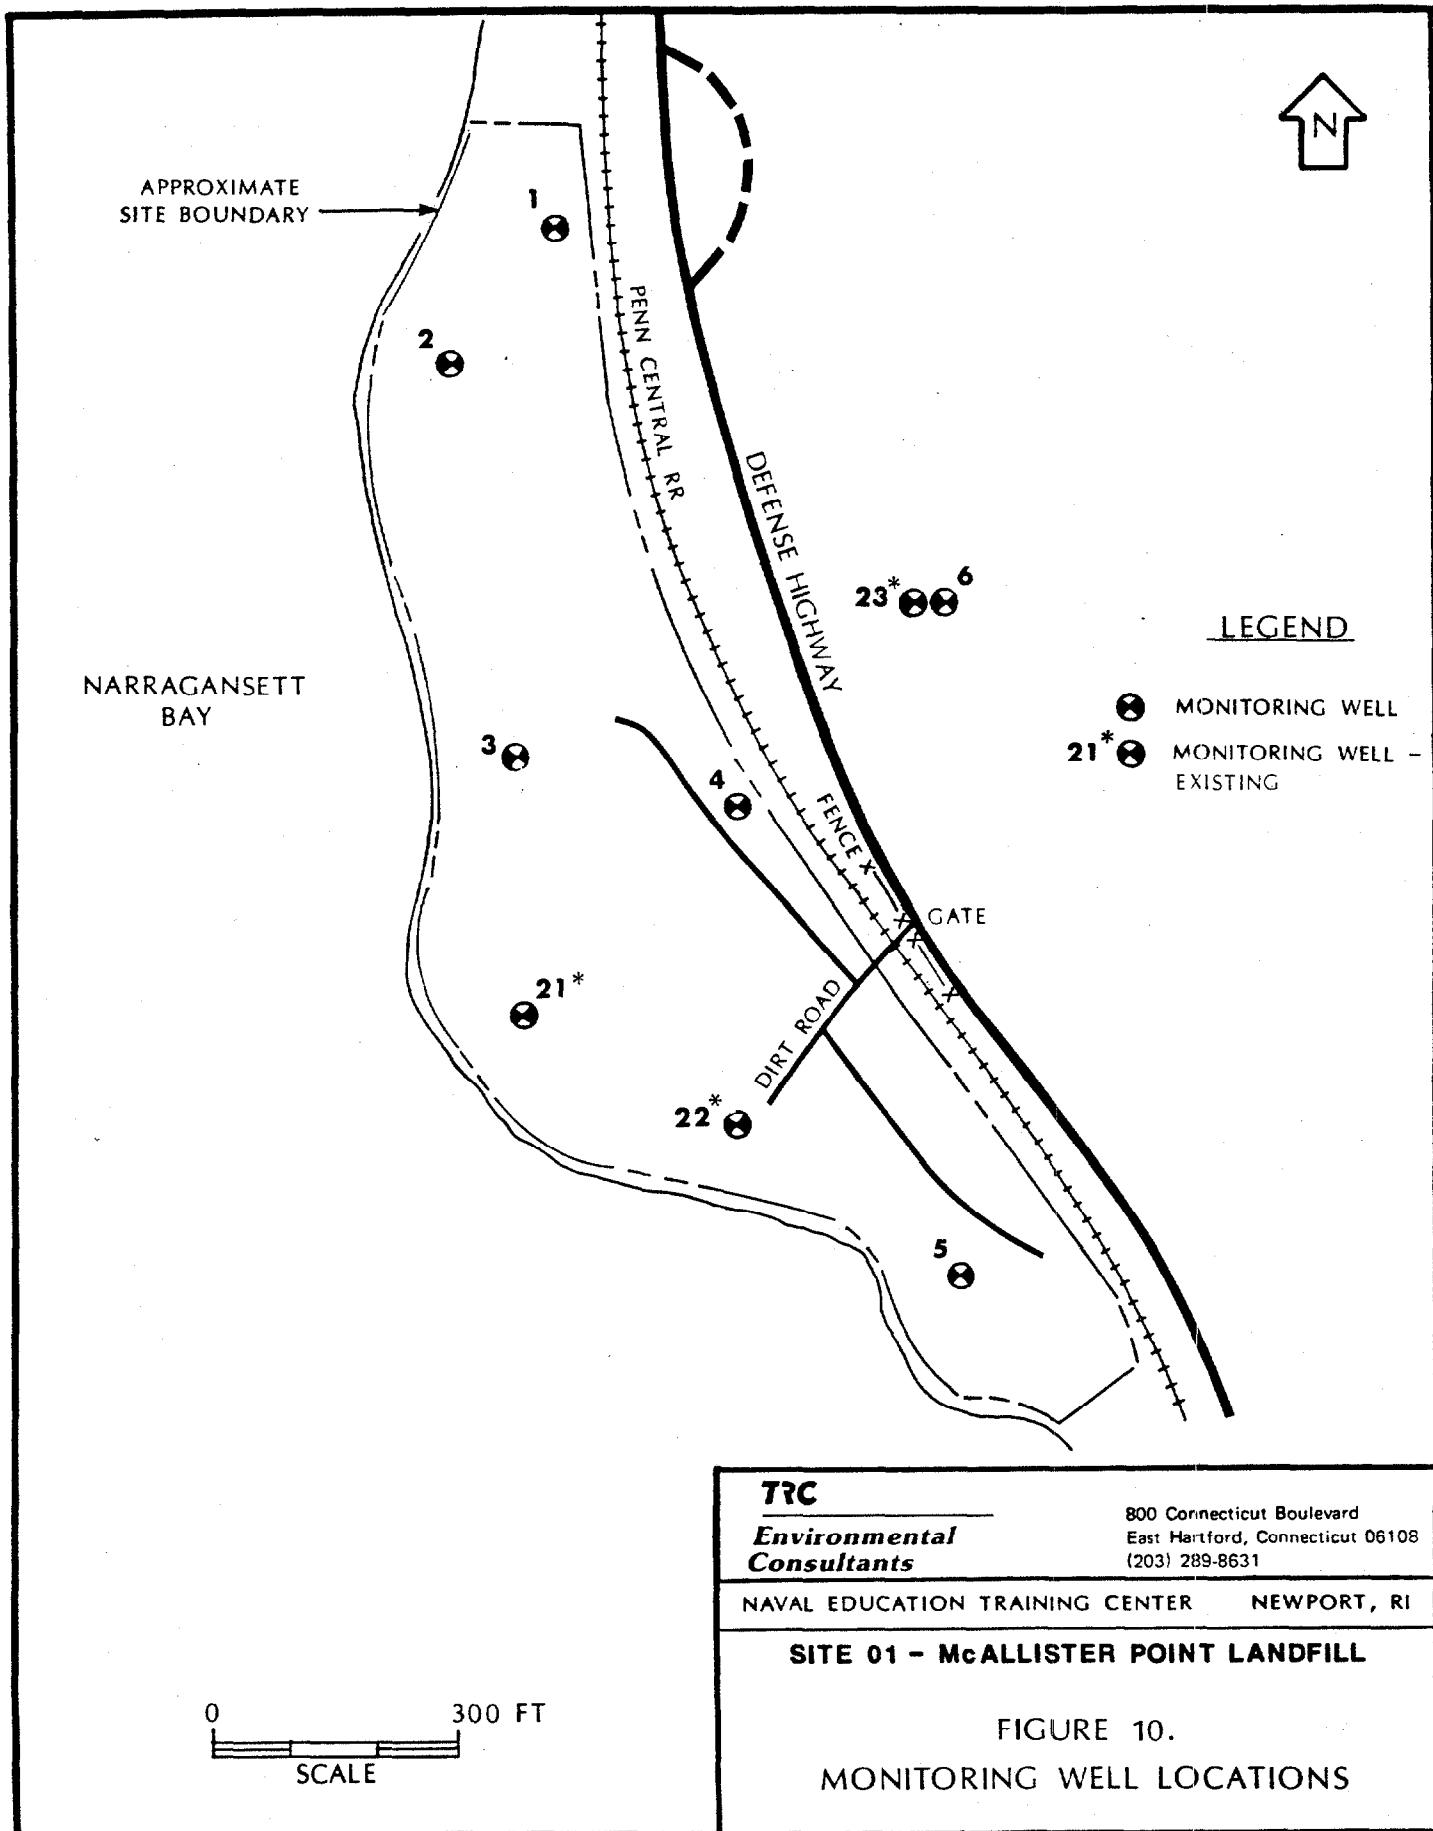 N
APPROXIMATE
SITE BOUNDARY
1
2
PENN CENTRAL RR
DEFENSE HIGHWAY
23*
6
LEGEND
NARRAGANSETT
BAY
MONITORING WELL
21* MONITORING WELL –
EXISTING
3
4
FENCE
GATE
21*
DIRT ROAD
22*
5
TRC
Environmental
Consultants
800 Connecticut Boulevard
East Hartford, Connecticut 06108
(203) 289-8631
NAVAL EDUCATION TRAINING CENTER NEWPORT, RI
SITE 01 – McALLISTER POINT LANDFILL
0 300 FT
SCALE
FIGURE 10.
MONITORING WELL LOCATIONS